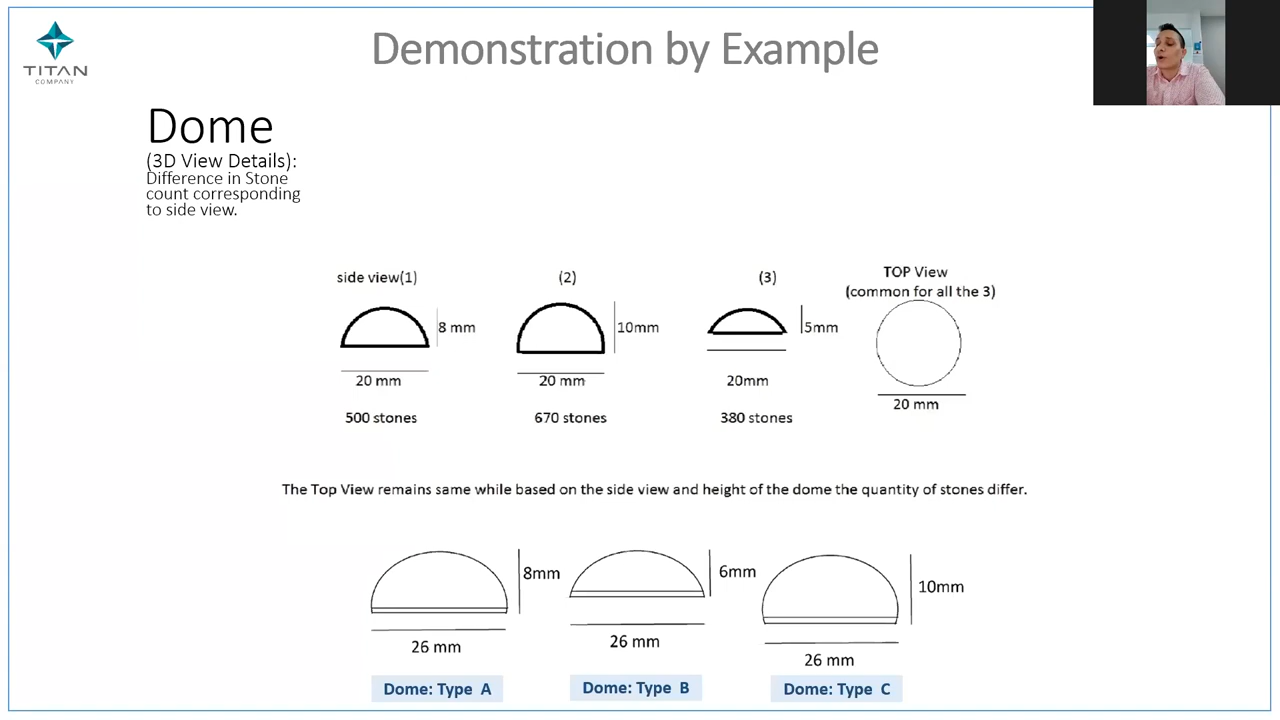 TITAN
COMPANY
Demonstration by Example
Dome
(3D View Details):
Difference in Stone
count corresponding
to side view.
side view(1)
(2)
(3)
TOP View
(common for all the 3)
8 mm
10mm
5mm
20 mm
20 mm
20mm
20 mm
500 stones
670 stones
380 stones
The Top View remains same while based on the side view and height of the dome the quantity of stones differ.
8mm
6mm
10mm
26 mm
26 mm
26 mm
Dome: Type A
Dome: Type B
Dome: Type C